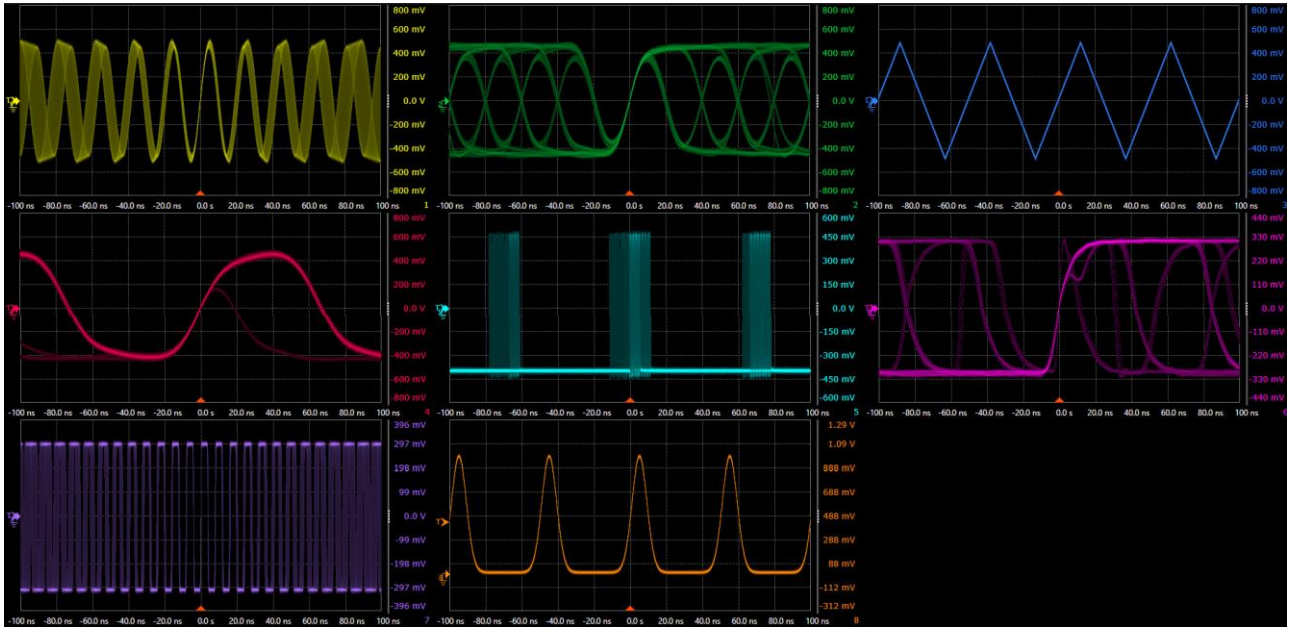 800 mV
600 mV
400 mV
200 mV
0.0 V
-200 mV
-400 mV
-600 mV
-800 mV
1
-100 ns -80.0 ns -60.0 ns -40.0 ns -20.0 ns 0.0 s 20.0 ns 40.0 ns 60.0 ns 80.0 ns 100 ns
800 mV
600 mV
400 mV
200 mV
0.0 V
-200 mV
-400 mV
-600 mV
-800 mV
2
-100 ns -80.0 ns -60.0 ns -40.0 ns -20.0 ns 0.0 s 20.0 ns 40.0 ns 60.0 ns 80.0 ns 100 ns
800 mV
600 mV
400 mV
200 mV
0.0 V
-200 mV
-400 mV
-600 mV
-800 mV
3
-100 ns -80.0 ns -60.0 ns -40.0 ns -20.0 ns 0.0 s 20.0 ns 40.0 ns 60.0 ns 80.0 ns 100 ns
800 mV
600 mV
400 mV
200 mV
0.0 V
-200 mV
-400 mV
-600 mV
-800 mV
4
-100 ns -80.0 ns -60.0 ns -40.0 ns -20.0 ns 0.0 s 20.0 ns 40.0 ns 60.0 ns 80.0 ns 100 ns
600 mV
450 mV
300 mV
150 mV
0.0 V
-150 mV
-300 mV
-450 mV
-600 mV
5
-100 ns -80.0 ns -60.0 ns -40.0 ns -20.0 ns 0.0 s 20.0 ns 40.0 ns 60.0 ns 80.0 ns 100 ns
440 mV
330 mV
220 mV
110 mV
0.0 V
-110 mV
-220 mV
-330 mV
-440 mV
6
-100 ns -80.0 ns -60.0 ns -40.0 ns -20.0 ns 0.0 s 20.0 ns 40.0 ns 60.0 ns 80.0 ns 100 ns
396 mV
297 mV
198 mV
99 mV
0.0 V
-99 mV
-198 mV
-297 mV
-396 mV
7
-100 ns -80.0 ns -60.0 ns -40.0 ns -20.0 ns 0.0 s 20.0 ns 40.0 ns 60.0 ns 80.0 ns 100 ns
1.29 V
1.09 V
888 mV
688 mV
488 mV
288 mV
88 mV
-112 mV
-312 mV
8
-100 ns -80.0 ns -60.0 ns -40.0 ns -20.0 ns 0.0 s 20.0 ns 40.0 ns 60.0 ns 80.0 ns 100 ns